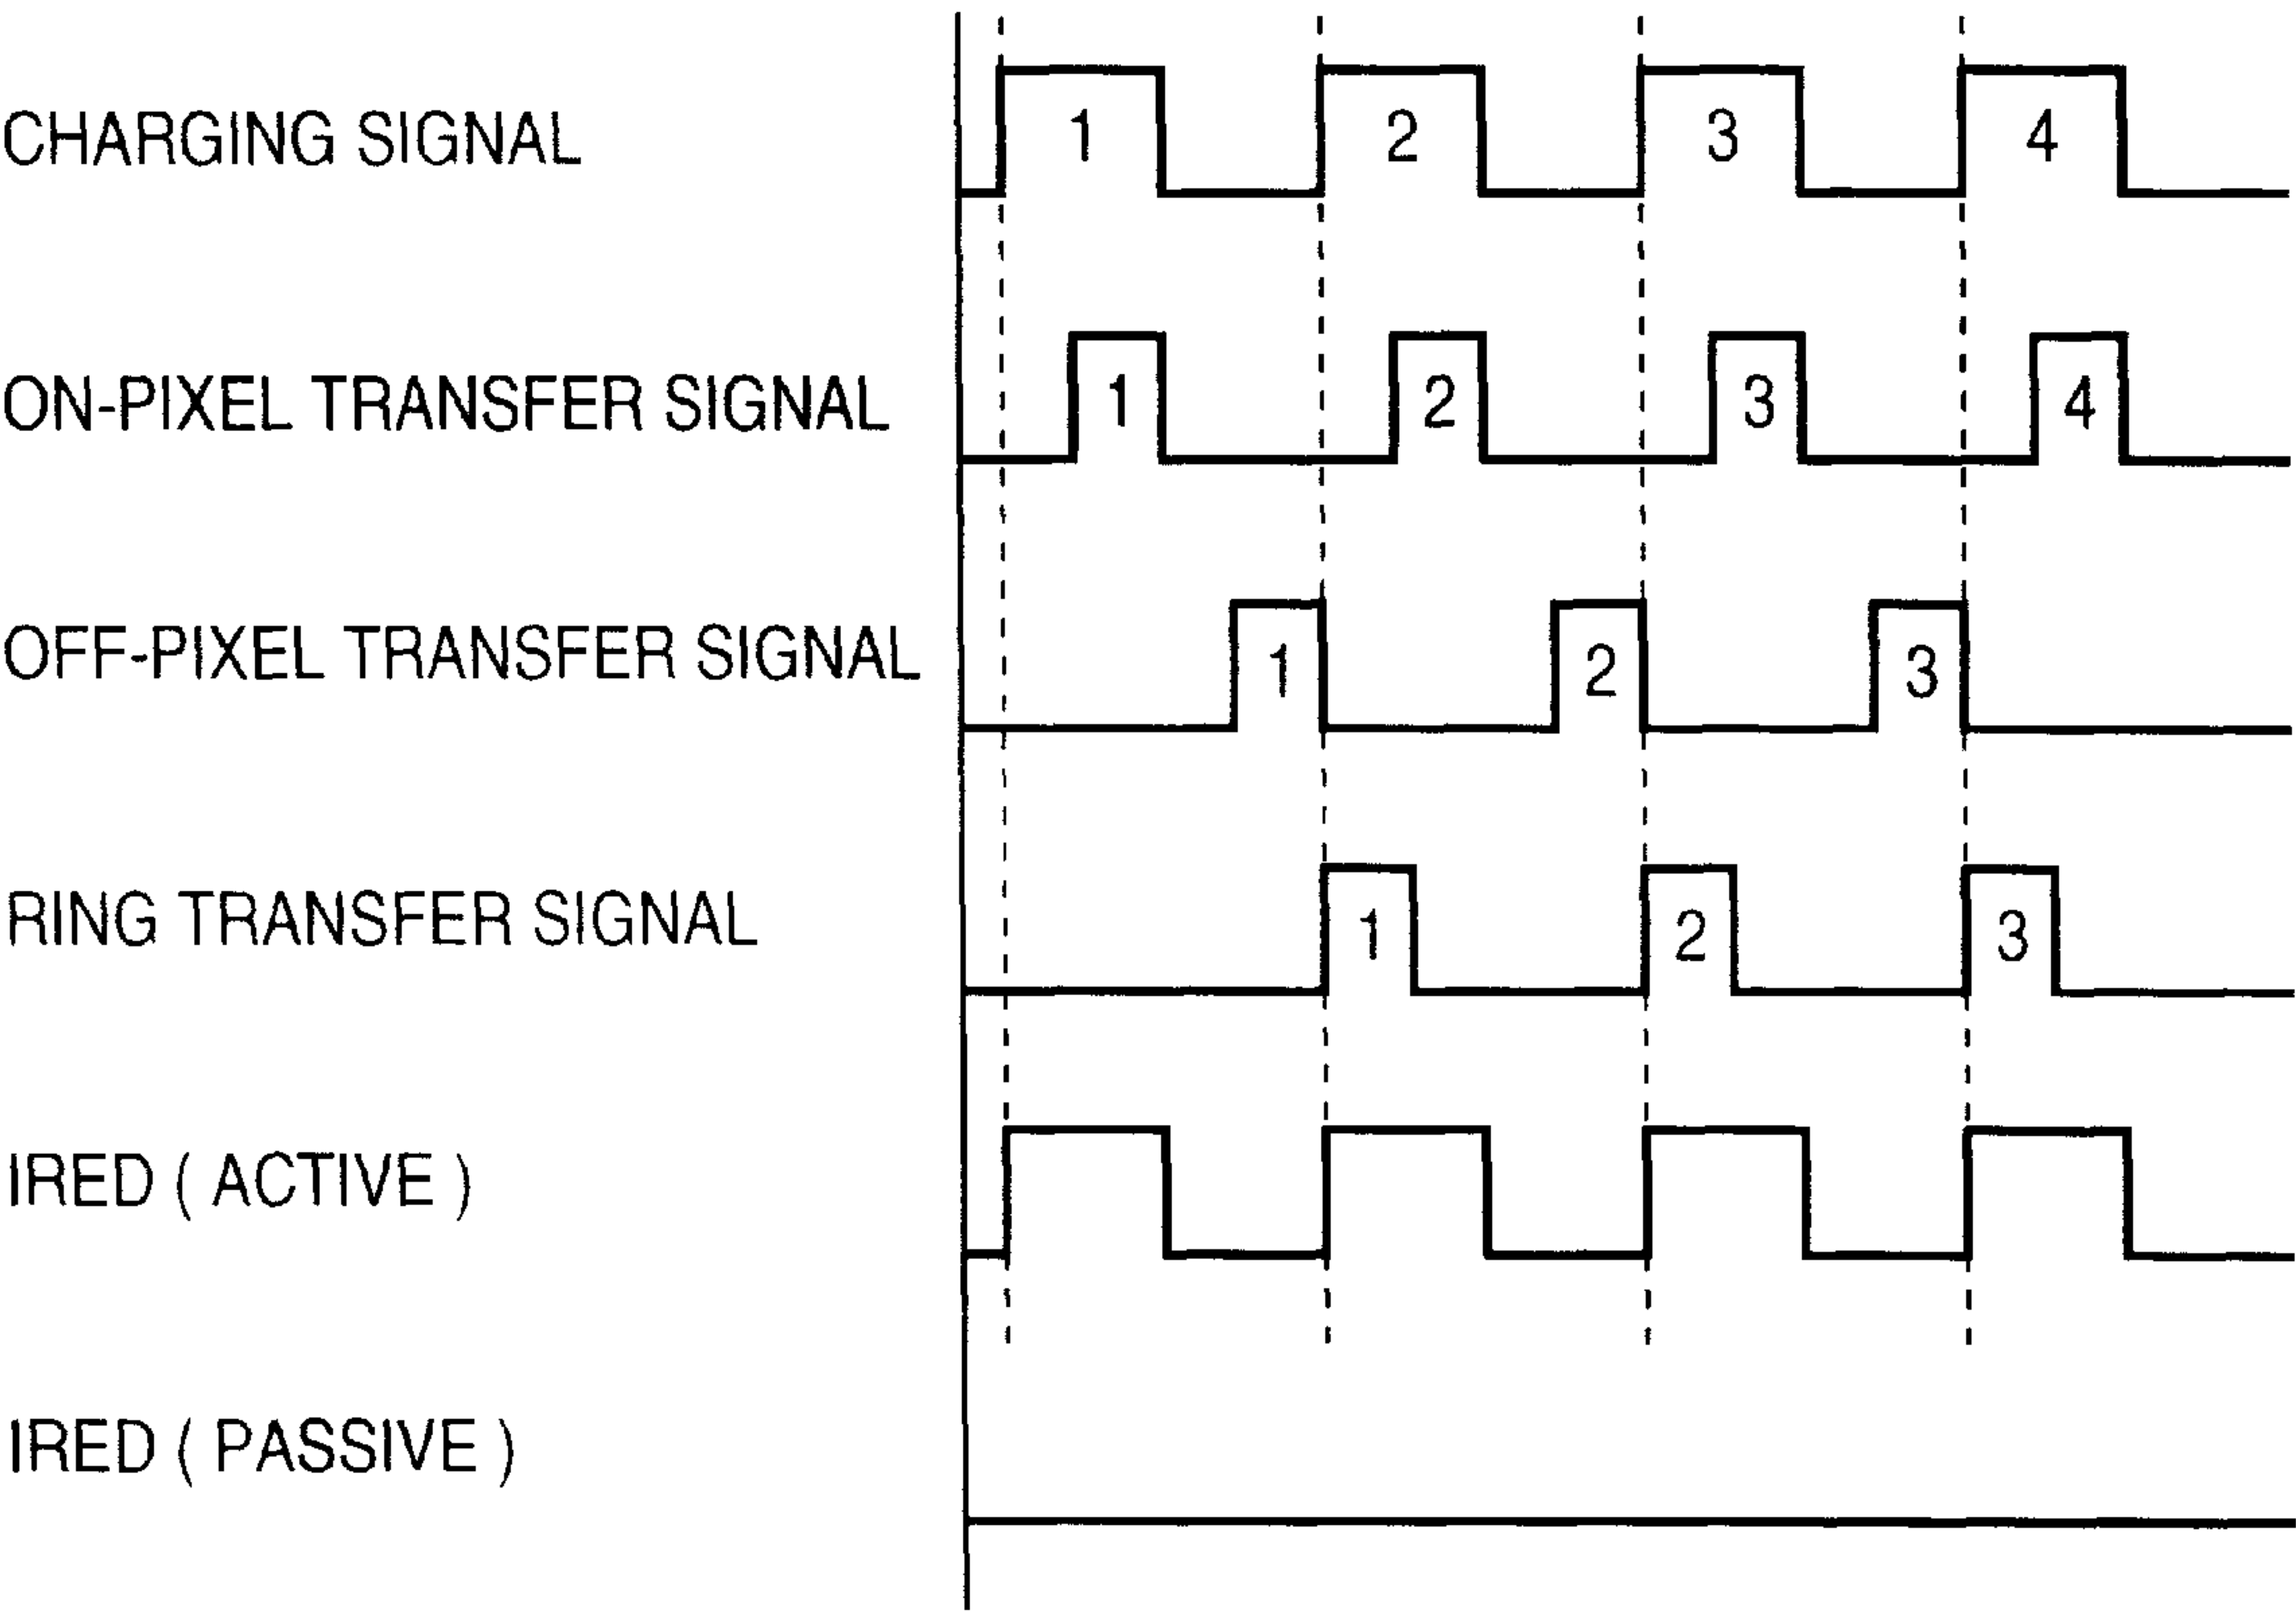 CHARGING SIGNAL 1 2 3 4
ON-PIXEL TRANSFER SIGNAL 1 2 3 4
OFF-PIXEL TRANSFER SIGNAL 1 2 3
RING TRANSFER SIGNAL 1 2 3
IRED ( ACTIVE )
IRED ( PASSIVE )